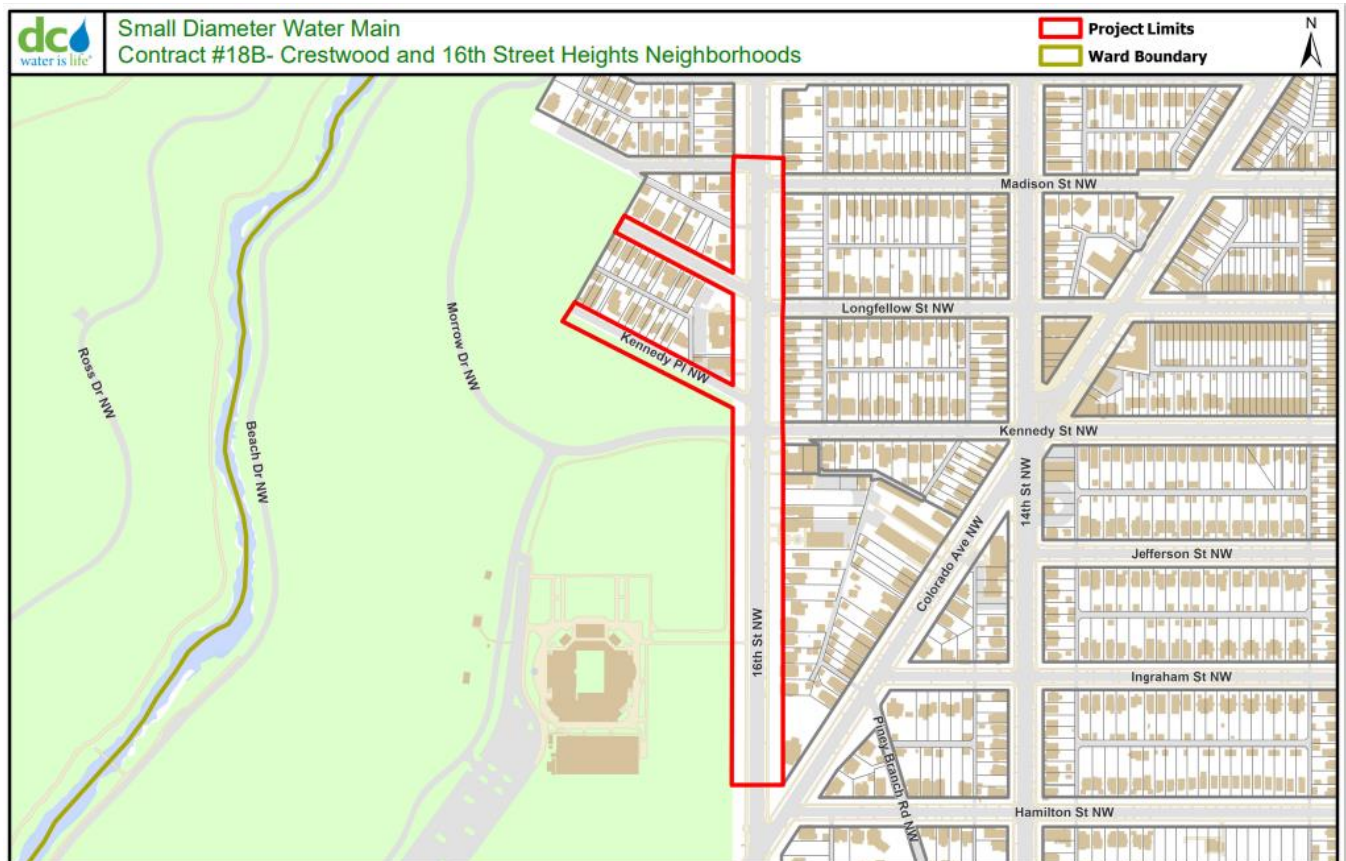 dc
water is life®
Small Diameter Water Main
Contract #18B- Crestwood and 16th Street Heights Neighborhoods
Project Limits
Ward Boundary
N
Madison St NW
Longfellow St NW
Kennedy Pl NW
Morrow Dr NW
Ross Dr NW
Beach Dr NW
Kennedy St NW
14th St NW
Colorado Ave NW
Jefferson St NW
16th St NW
Ingraham St NW
Piney Branch Rd NW
Hamilton St NW